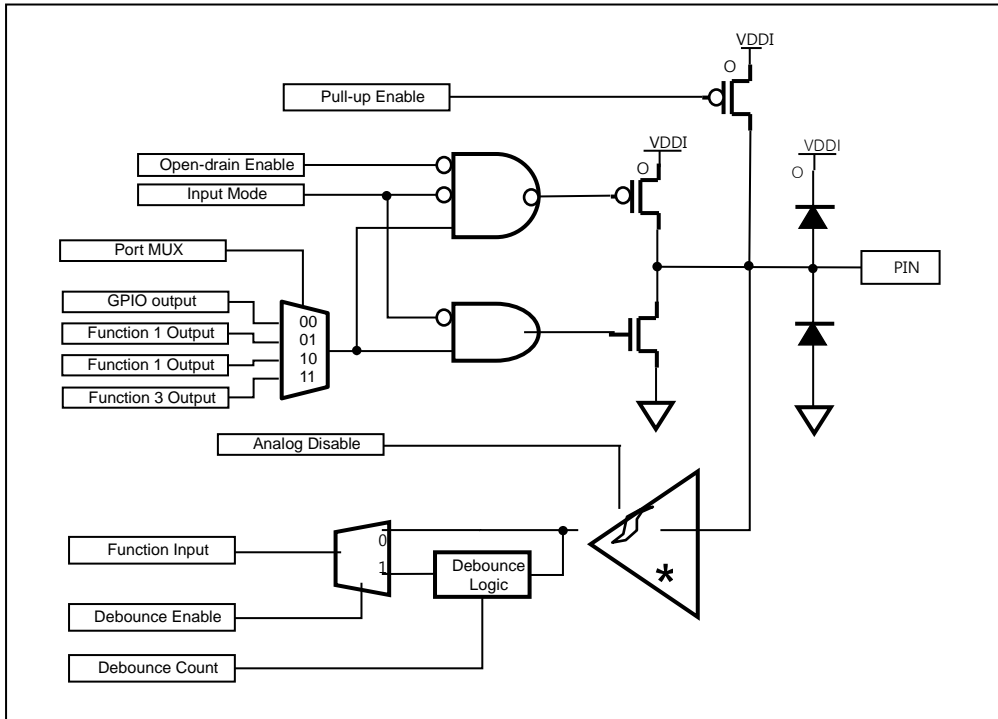 VDDI
O
Pull-up Enable
VDDI
O
VDDI
O
Open-drain Enable
Input Mode
Port MUX
PIN
GPIO output
Function 1 Output
Function 1 Output
Function 3 Output
00
01
10
11
Analog Disable
Function Input
0
1
Debounce
Logic
*
Debounce Enable
Debounce Count